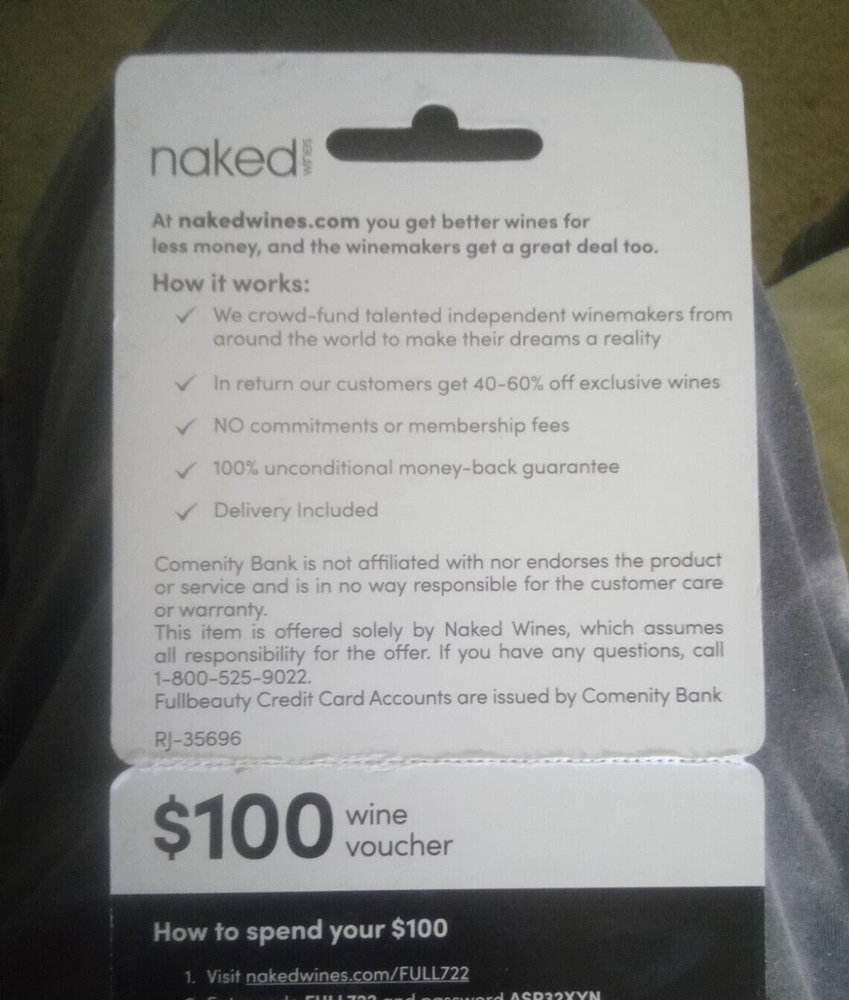 naked wines
At nakedwines.com you get better wines for
less money, and the winemakers get a great deal too.
How it works:
We crowd-fund talented independent winemakers from
around the world to make their dreams a reality
In return our customers get 40-60% off exclusive wines
NO commitments or membership fees
100% unconditional money-back guarantee
Delivery Included
Comenity Bank is not affiliated with nor endorses the product
or service and is in no way responsible for the customer care
or warranty.
This item is offered solely by Naked Wines, which assumes
all responsibility for the offer. If you have any questions, call
1-800-525-9022.
Fullbeauty Credit Card Accounts are issued by Comenity Bank
RJ-35696
$100 wine
voucher
How to spend your $100
1. Visit nakedwines.com/FULL722
FULL722 and password ASP32XYN